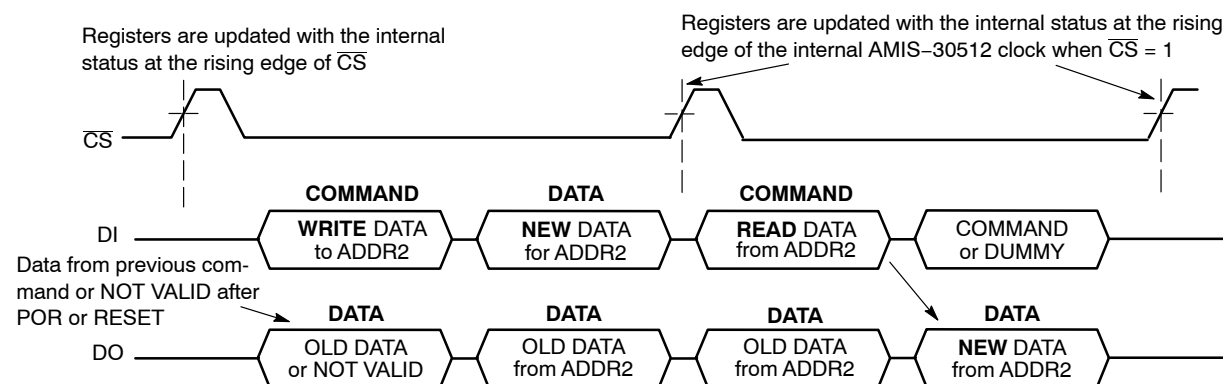 Registers are updated with the internal
status at the rising edge of CS
Registers are updated with the internal status at the rising
edge of the internal AMIS−30512 clock when CS = 1
CS
COMMAND
DATA
COMMAND
DI
WRITE DATA
to ADDR2
NEW DATA
for ADDR2
READ DATA
from ADDR2
COMMAND
or DUMMY
Data from previous com-
mand or NOT VALID after
POR or RESET
DATA
DATA
DATA
DATA
DO
OLD DATA
or NOT VALID
OLD DATA
from ADDR2
OLD DATA
from ADDR2
NEW DATA
from ADDR2